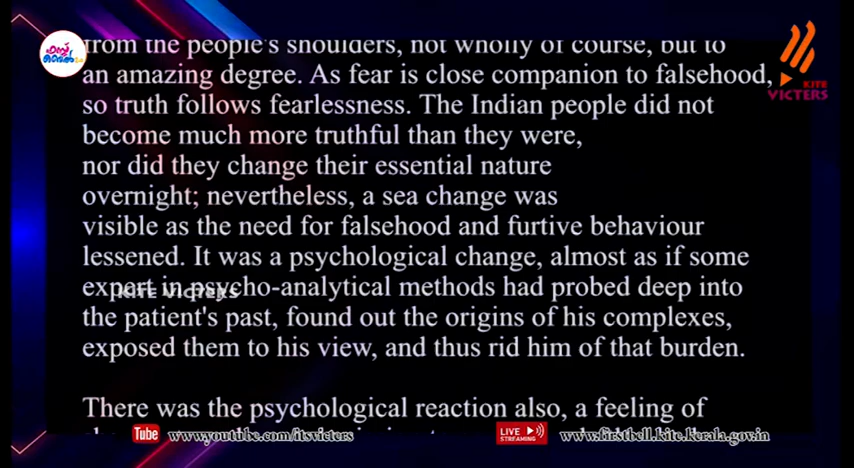 ഫസ്റ്റ്
ബെൽ 2.0
KITE
VICTERS
from the people's shoulders, not wholly of course, but to
an amazing degree. As fear is close companion to falsehood,
so truth follows fearlessness. The Indian people did not
become much more truthful than they were,
nor did they change their essential nature
overnight; nevertheless, a sea change was
visible as the need for falsehood and furtive behaviour
lessened. It was a psychological change, almost as if some
expert in psycho-analytical methods had probed deep into
KITE VICTERS
the patient's past, found out the origins of his complexes,
exposed them to his view, and thus rid him of that burden.
There was the psychological reaction also, a feeling of
Tube www.youtube.com/itsvicters
LIVE STREAMING www.firstbell.kite.kerala.gov.in